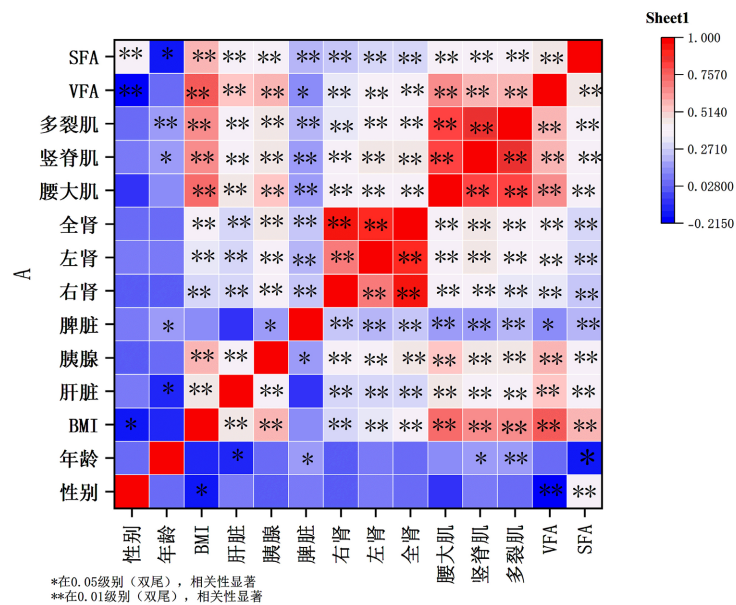 Sheet1
SFA
VFA
多裂肌
竖脊肌
腰大肌
全肾
左肾
右肾
脾脏
胰腺
肝脏
BMI
年龄
性别
A
性别
年龄
BMI
肝脏
胰腺
脾脏
右肾
左肾
全肾
腰大肌
竖脊肌
多裂肌
VFA
SFA
1.000
0.7570
0.5140
0.2710
0.02800
-0.2150
*在0.05级别（双尾），相关性显著
**在0.01级别（双尾），相关性显著